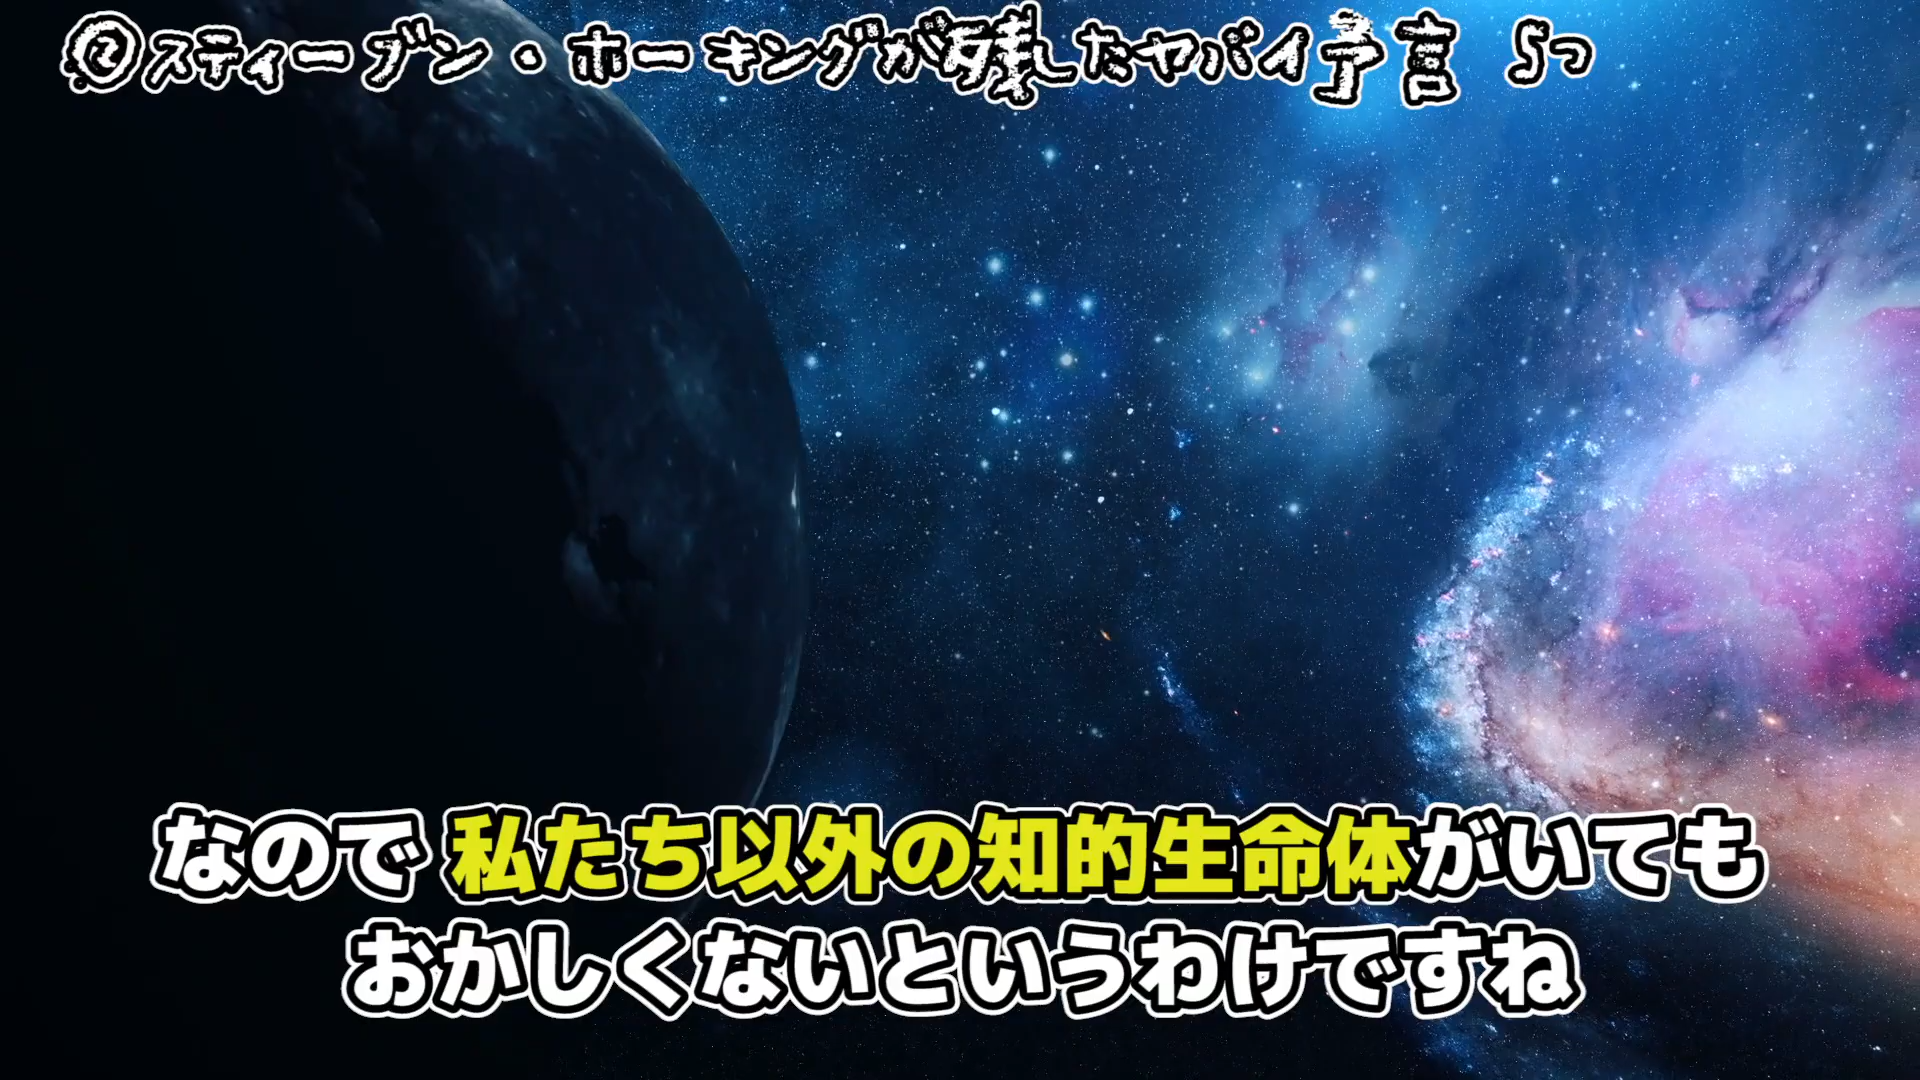 ②スティーブン・ホーキングが残したヤバイ予言 5つ
なので 私たち以外の知的生命体がいても
おかしくないというわけですね